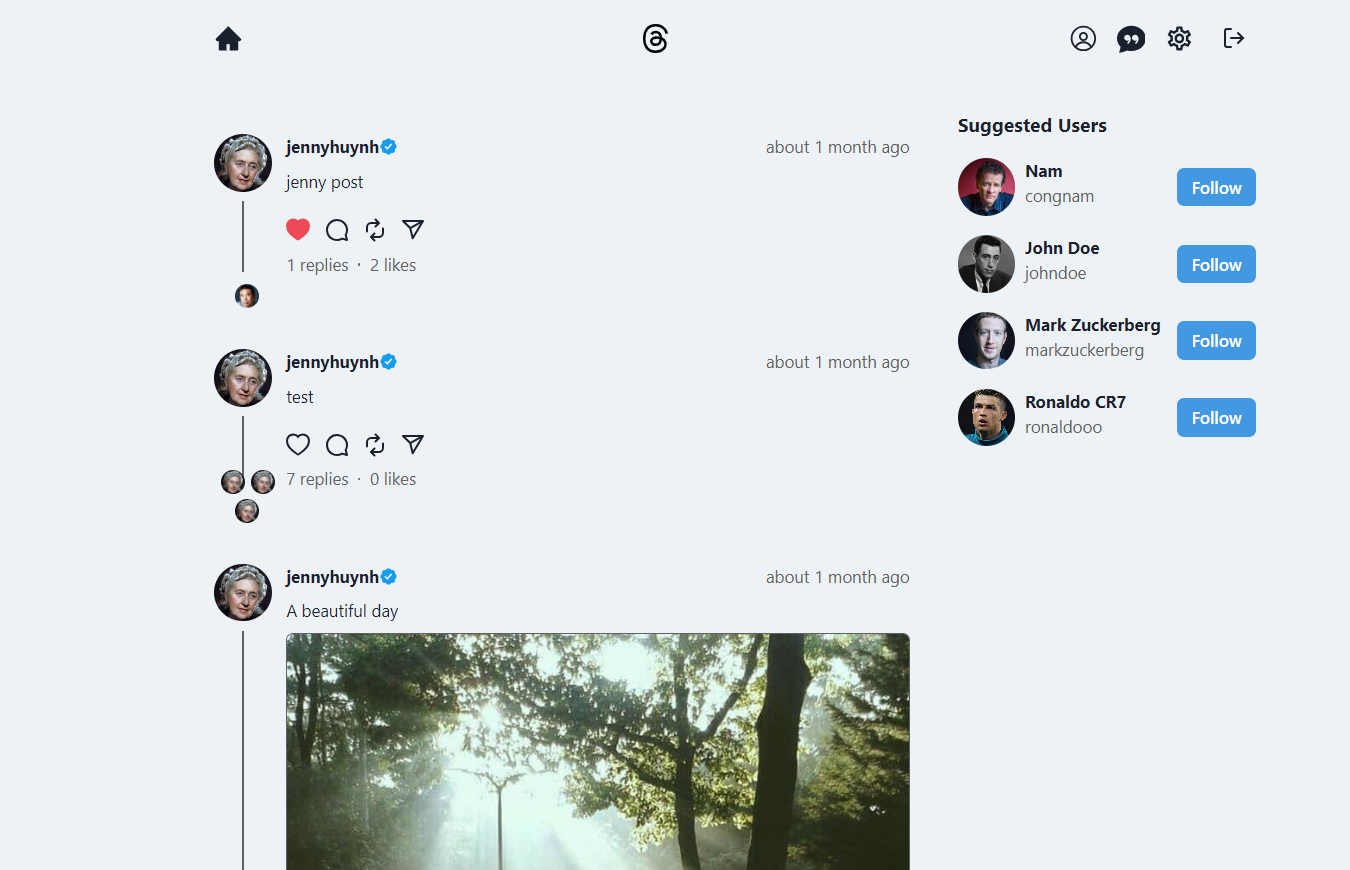 jennyhuynh
about 1 month ago
jenny post
1 replies · 2 likes
jennyhuynh
about 1 month ago
test
7 replies · 0 likes
jennyhuynh
about 1 month ago
A beautiful day
Suggested Users
Nam
congnam
Follow
John Doe
johndoe
Follow
Mark Zuckerberg
markzuckerberg
Follow
Ronaldo CR7
ronaldooo
Follow